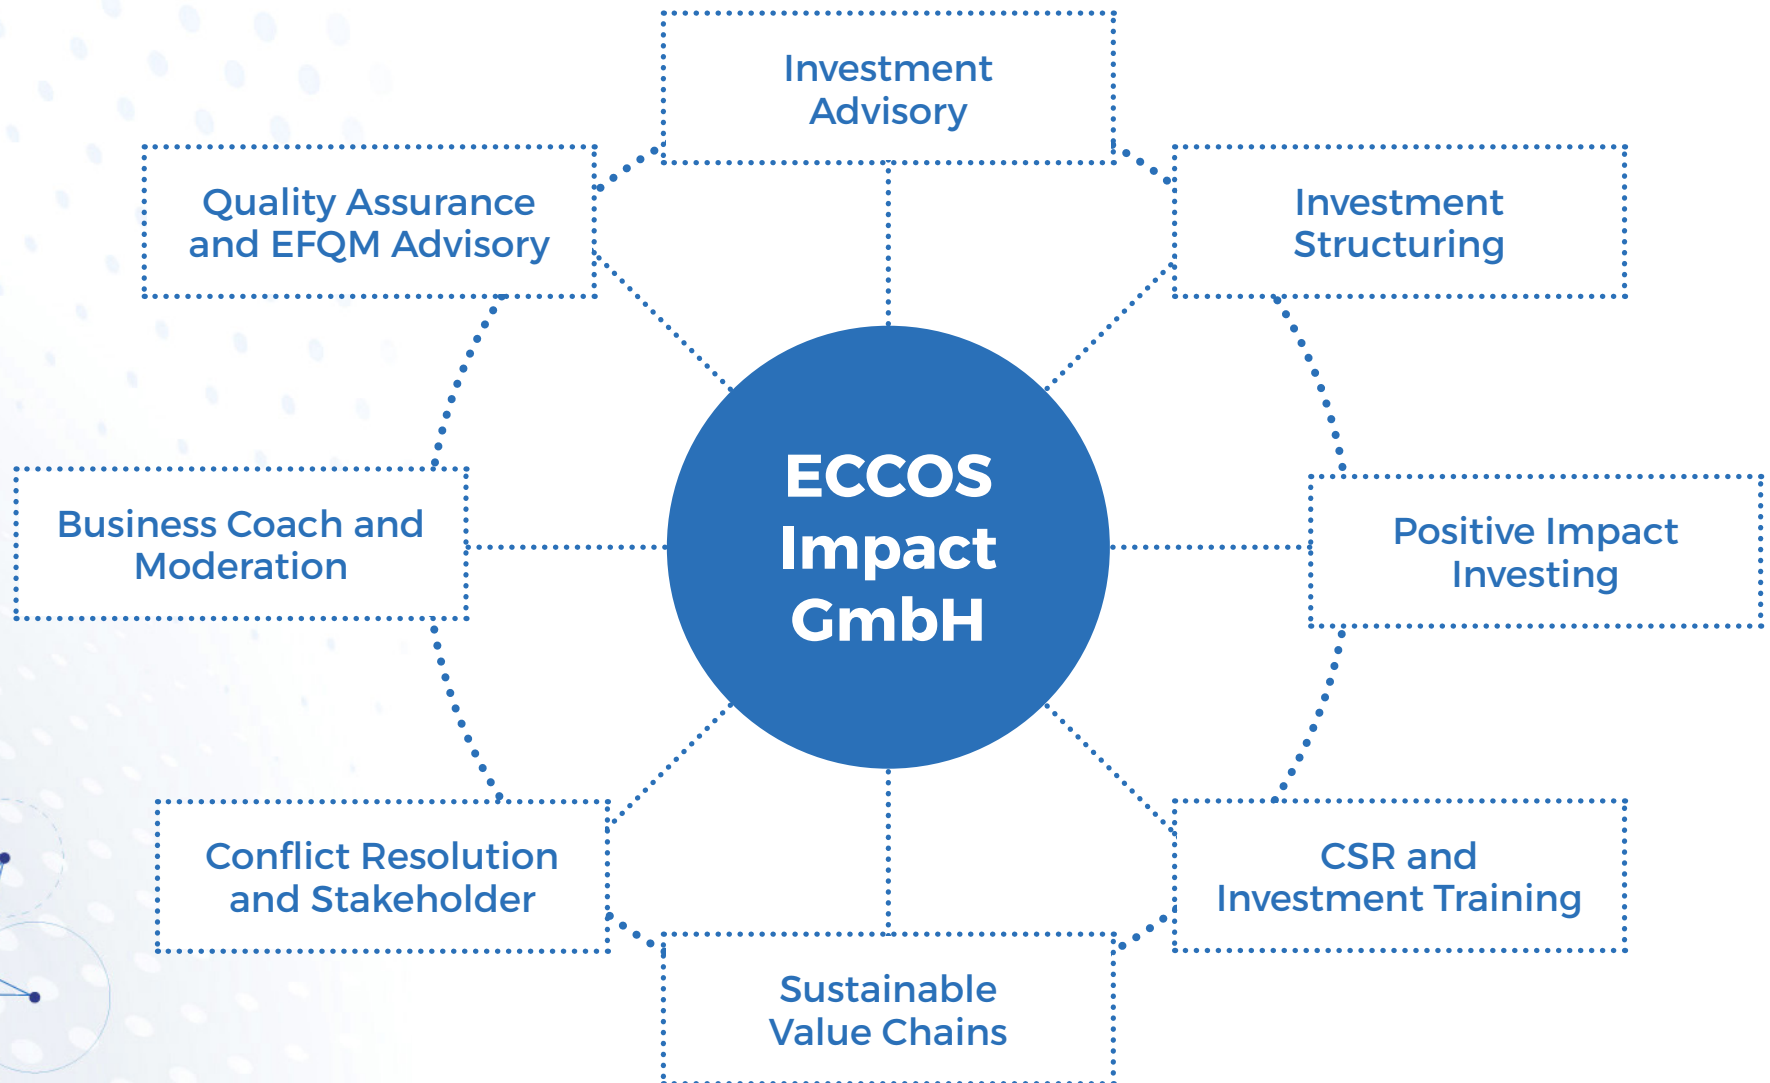 Investment
Advisory
Quality Assurance
and EFQM Advisory
Investment
Structuring
ECCOS
Impact
GmbH
Business Coach and
Moderation
Positive Impact
Investing
Conflict Resolution
and Stakeholder
CSR and
Investment Training
Sustainable
Value Chains